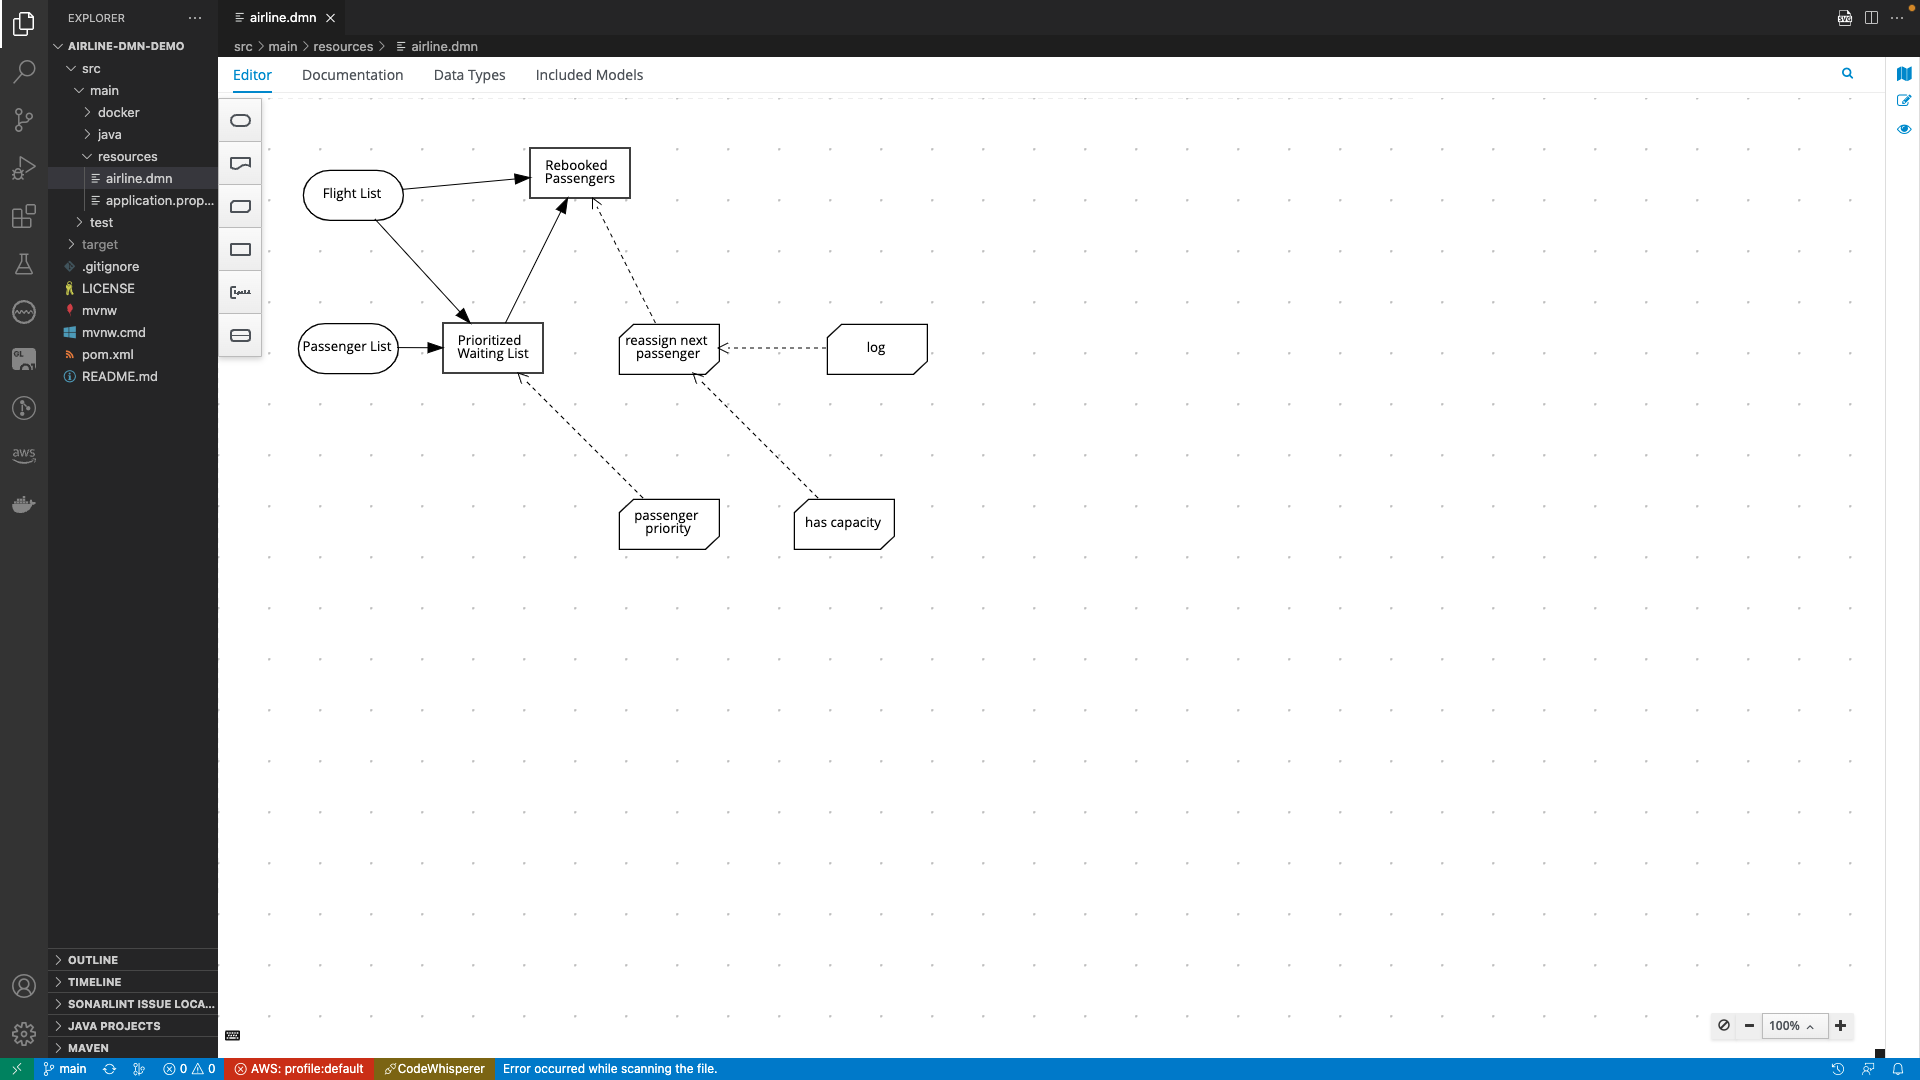 EXPLORER
AIRLINE-DMN-DEMO
src
main
docker
java
resources
airline.dmn
application.prop...
test
target
.gitignore
LICENSE
mvnw
mvnw.cmd
pom.xml
README.md
OUTLINE
TIMELINE
SONARLINT ISSUE LOCA...
JAVA PROJECTS
MAVEN
GL
aws
airline.dmn
SVG
src > main > resources > airline.dmn
Editor Documentation Data Types Included Models
Flight List
Rebooked
Passengers
Passenger List
Prioritized
Waiting List
reassign next
passenger
log
passenger
priority
has capacity
100%
main
0 0
AWS: profile:default
CodeWhisperer
Error occurred while scanning the file.